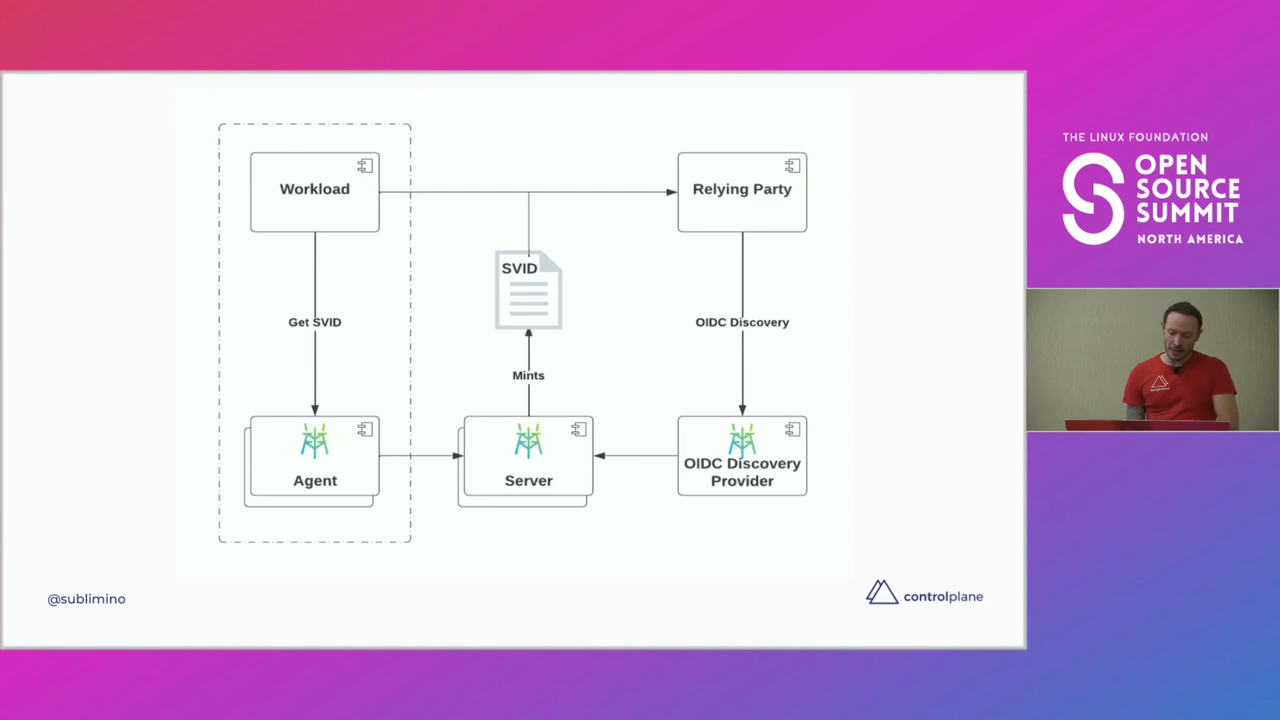 Workload
Relying Party
SVID
Get SVID
OIDC Discovery
Mints
Agent
Server
OIDC Discovery
Provider
@sublimino
controlplane
THE LINUX FOUNDATION
OPEN
SOURCE
SUMMIT
NORTH AMERICA